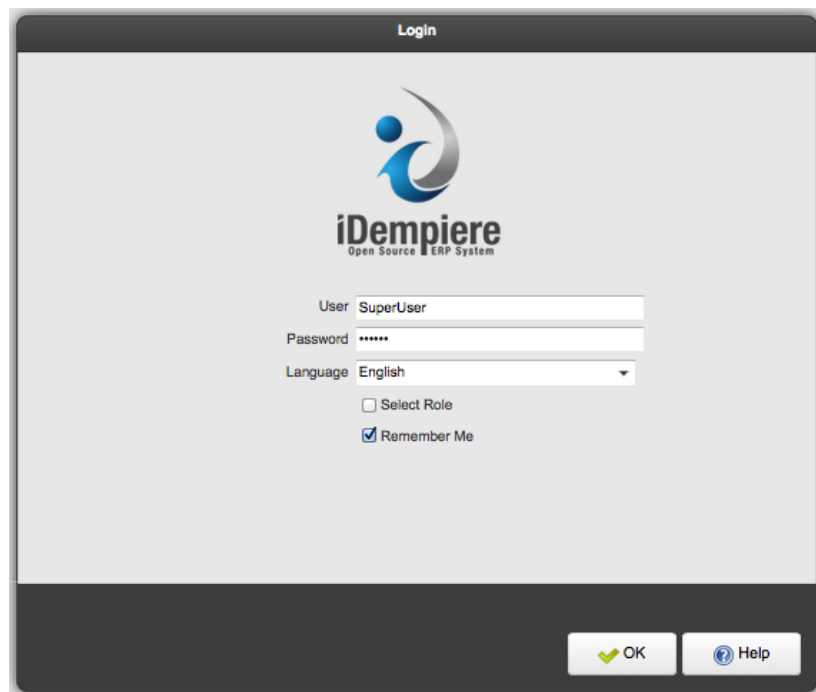 Login
iDempiere
Open Source ERP System
User SuperUser
Password ••••••
Language English
Select Role
Remember Me
OK Help